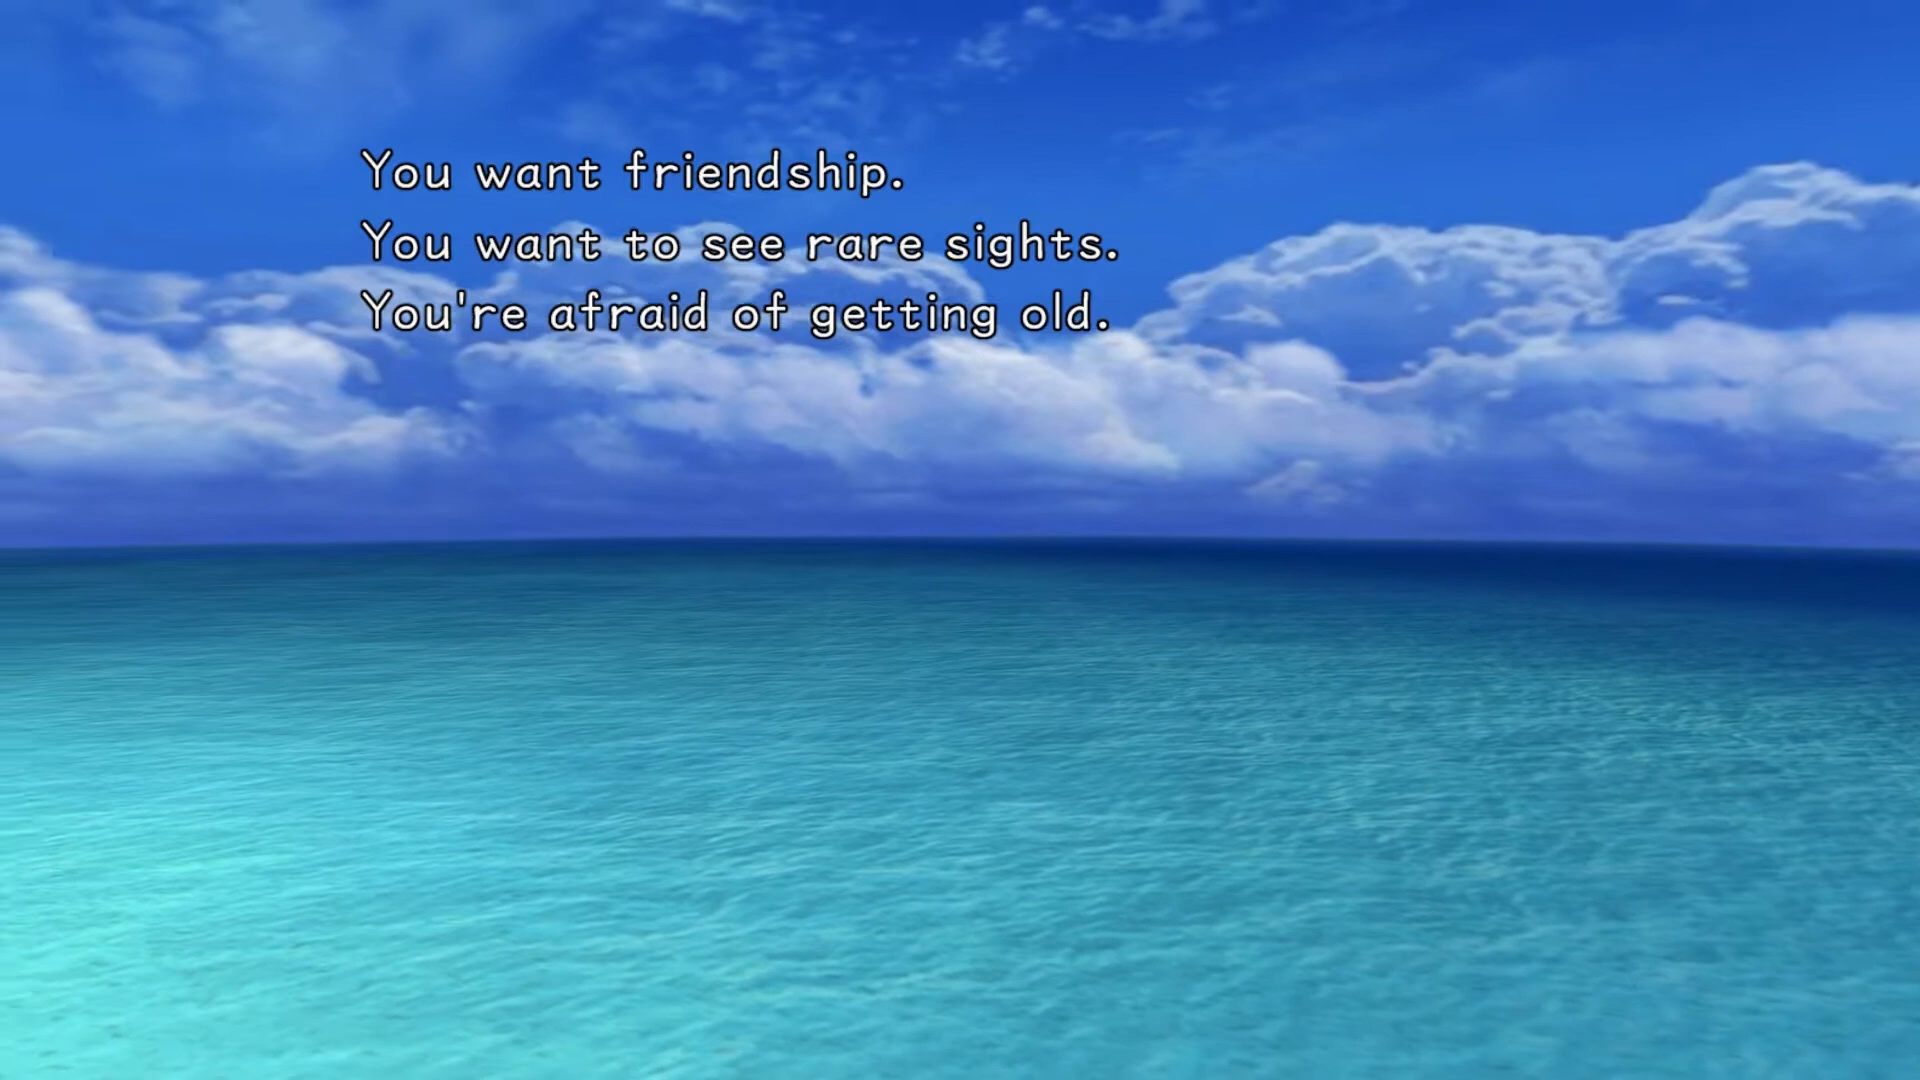 You want friendship.
You want to see rare sights.
You're afraid of getting old.